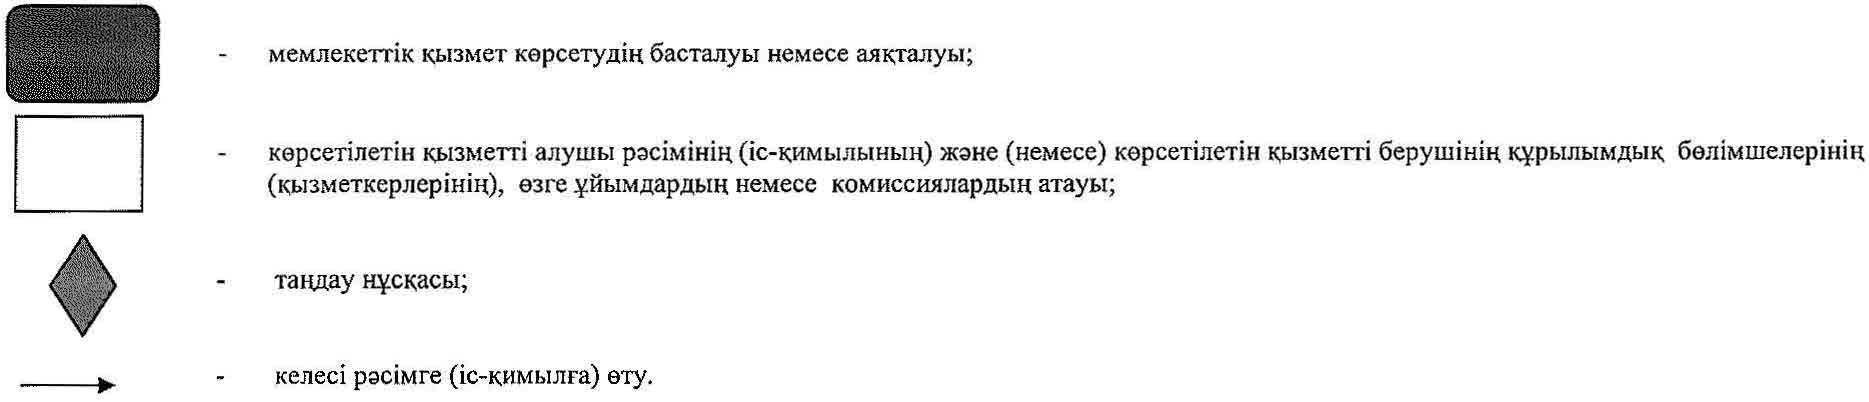 - мемлекеттік қызмет көрсетудің басталуы немесе аяқталуы;
- көрсетілетін қызметті алушы рәсімінің (іс-қимылының) және (немесе) көрсетілетін қызметті берушінің құрылымдық бөлімшелерінің
(қызметкерлерінің), өзге ұйымдардың немесе комиссиялардың атауы;
- таңдау нұсқасы;
- келесі рәсімге (іс-қимылға) өту.